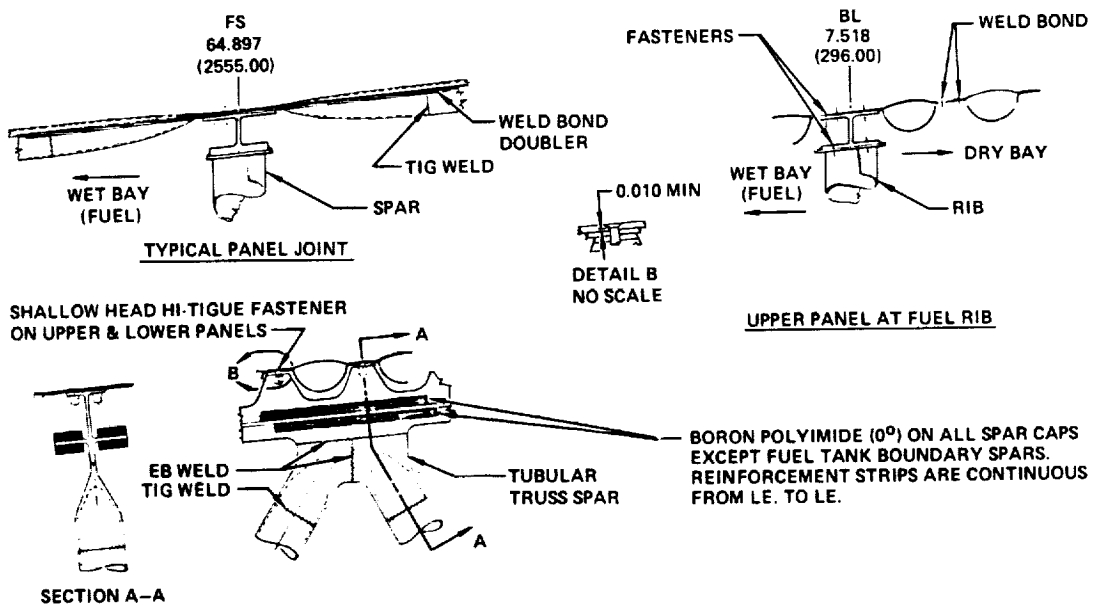 FS
64.897
(2555.00)
WELD BOND
DOUBLER
TIG WELD
WET BAY
(FUEL)
SPAR
TYPICAL PANEL JOINT
BL
7.518
(296.00)
FASTENERS
WELD BOND
DRY BAY
WET BAY
(FUEL)
RIB
0.010 MIN
DETAIL B
NO SCALE
UPPER PANEL AT FUEL RIB
SHALLOW HEAD HI-TIGUE FASTENER
ON UPPER & LOWER PANELS
A
B
EB WELD
TIG WELD
TUBULAR
TRUSS SPAR
A
BORON POLYIMIDE (0⁰) ON ALL SPAR CAPS
EXCEPT FUEL TANK BOUNDARY SPARS.
REINFORCEMENT STRIPS ARE CONTINUOUS
FROM LE. TO LE.
SECTION A–A